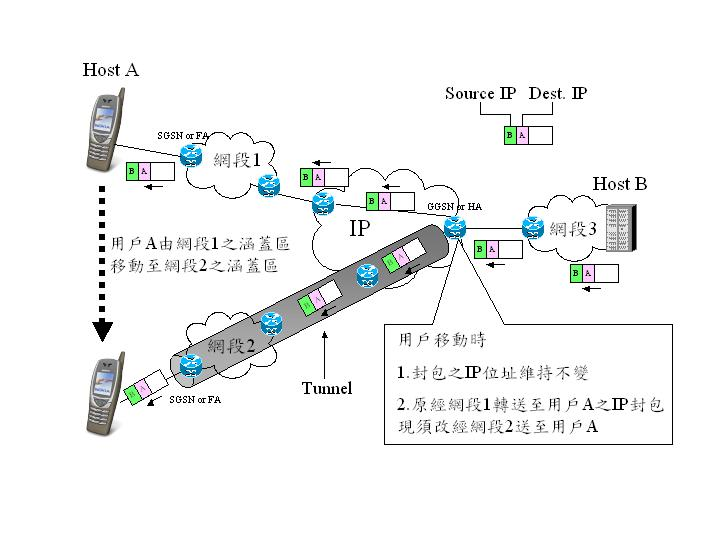 Host A
Source IP Dest. IP
SGSN or FA
B A
網段1
B A
B A
B A
Host B
GGSN or HA
IP
網段3
B A
B A
用戶A由網段1之涵蓋區
移動至網段2之涵蓋區
B A
B A
網段2
B A
SGSN or FA
Tunnel
用戶移動時
1.封包之IP位址維持不變
2.原經網段1轉送至用戶A之IP封包
現須改經網段2送至用戶A